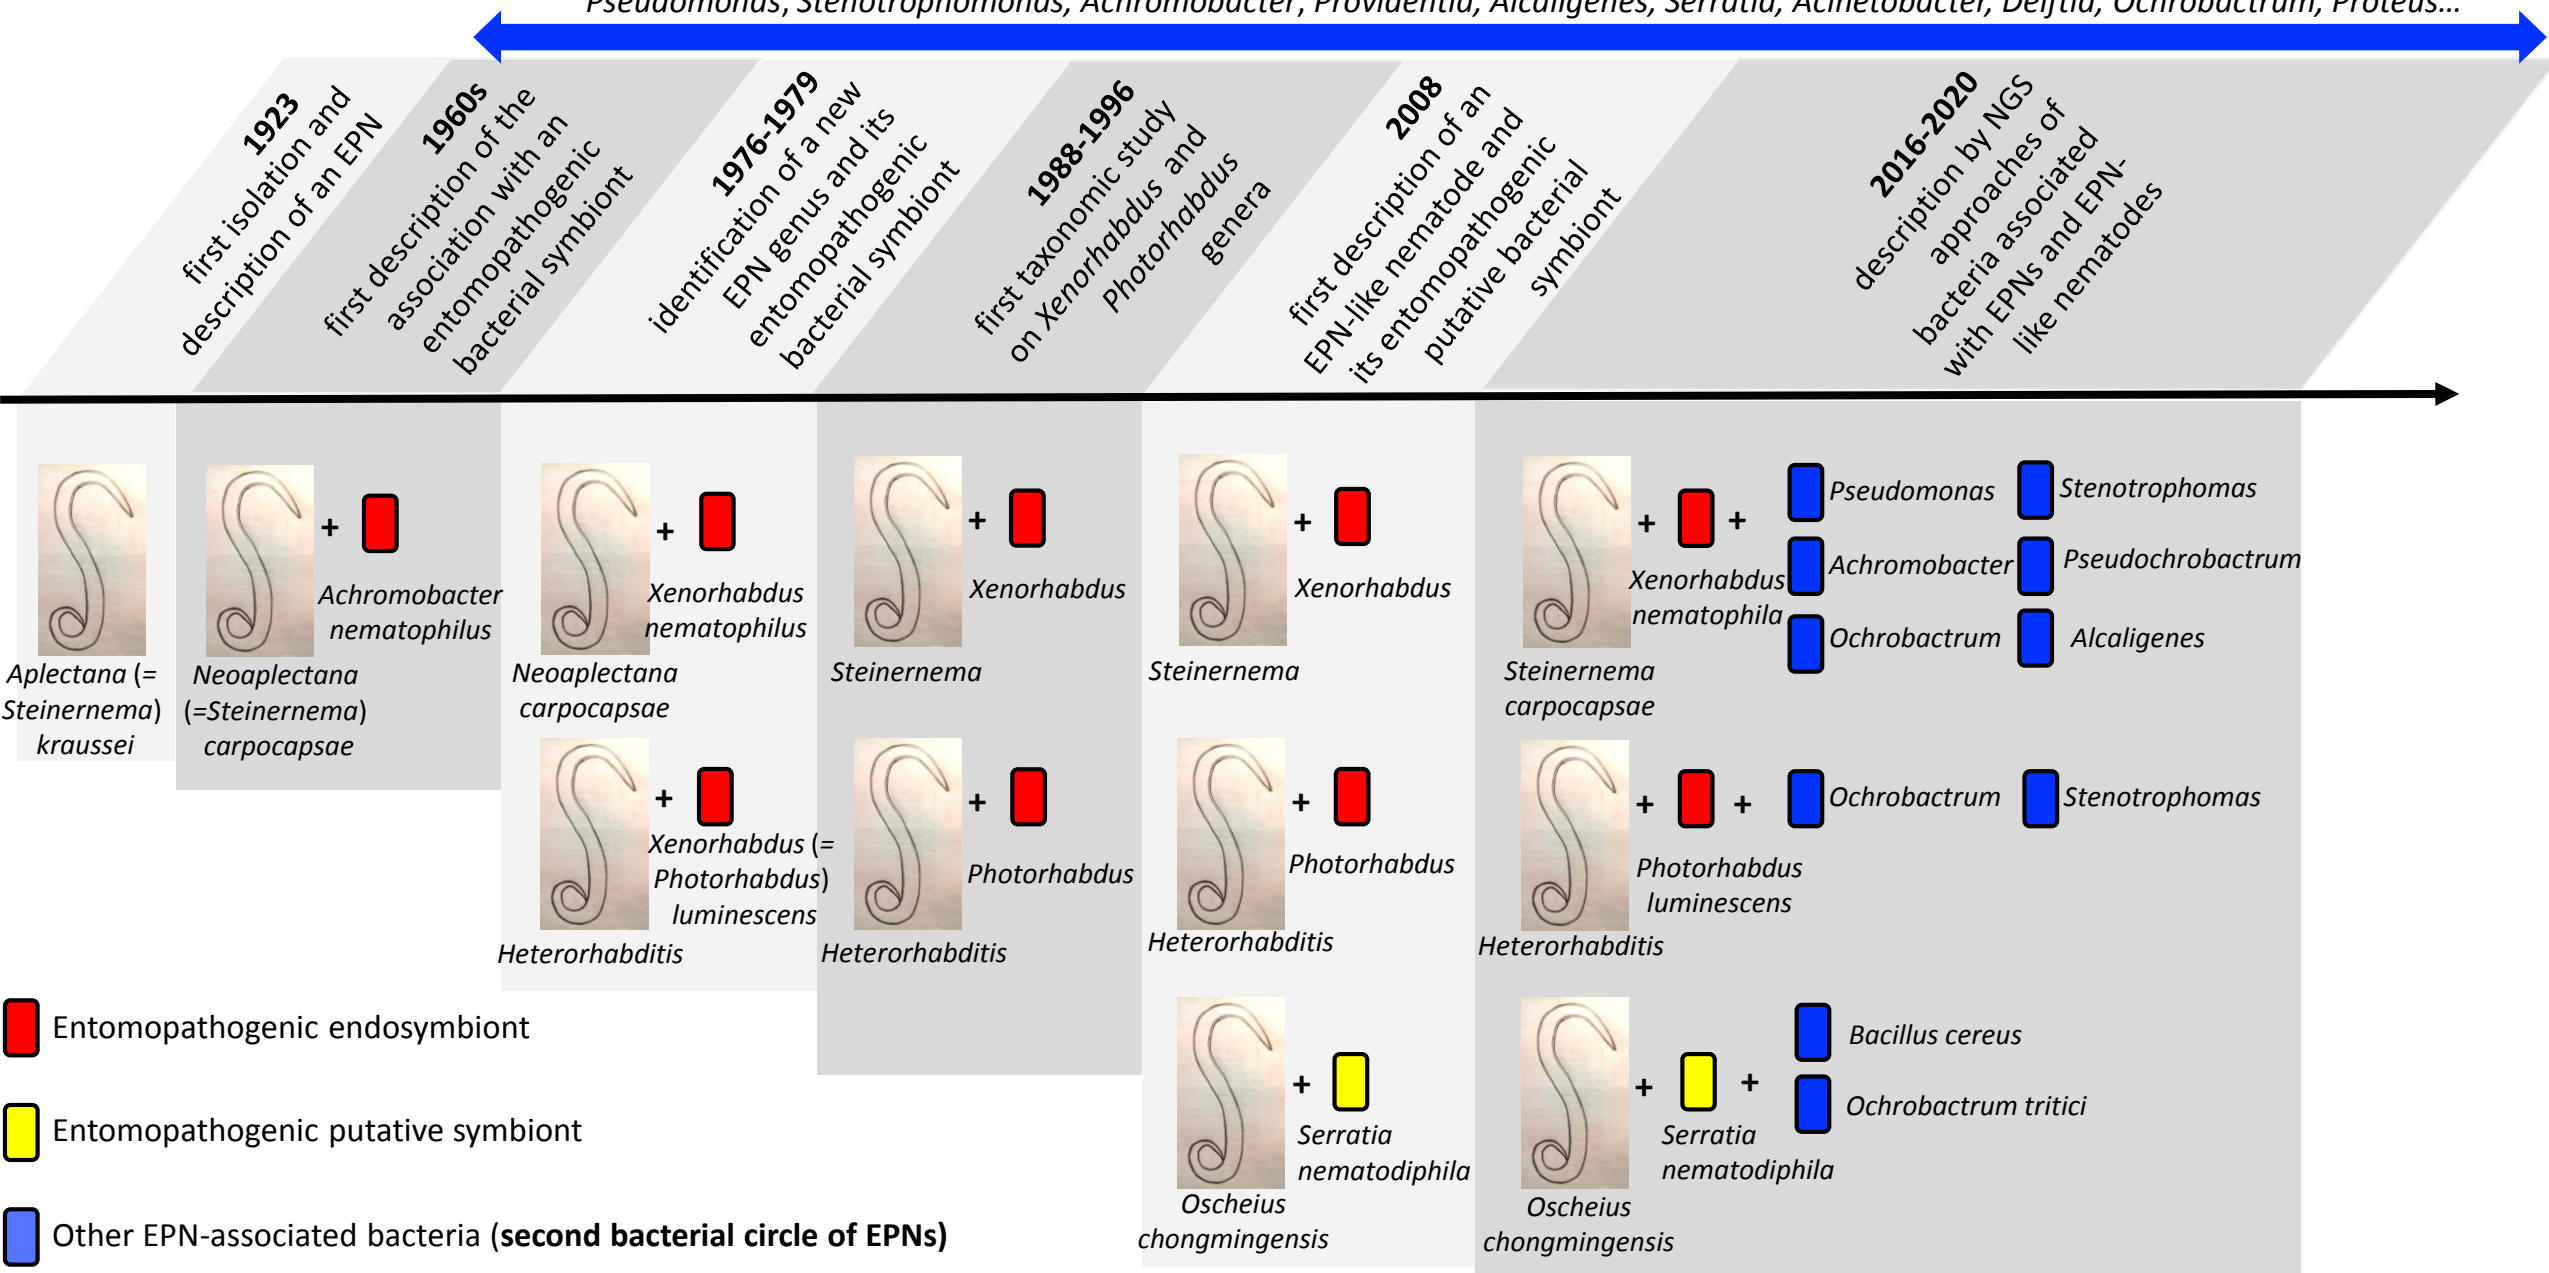 Pseudomonas, Stenotrophomonas, Achromobacter, Providentia, Alcaligenes, Serratia, Acinetobacter, Delftia, Ochrobactrum, Proteus...
1923
first isolation and
description of an EPN
1960s
first description of the
association with an
entomopathogenic
bacterial symbiont
1976-1979
identification of a new
EPN genus and its
entomopathogenic
bacterial symbiont
1988-1996
first taxonomic study
on Xenorhabdus and
Photorhabdus
genera
2008
first description of an
EPN-like nematode and
its entomopathogenic
putative bacterial
symbiont
2016-2020
description by NGS
approaches of
bacteria associated
with EPNs and EPN-
like nematodes
Aplectana (=
Steinernema)
kraussei
+
Achromobacter
nematophilus
Neoaplectana
(=Steinernema)
carpocapsae
+
Xenorhabdus
nematophilus
Neoaplectana
carpocapsae
+
Xenorhabdus (=
Photorhabdus)
luminescens
Heterorhabditis
+
Xenorhabdus
Steinernema
+
Photorhabdus
Heterorhabditis
+
Xenorhabdus
Steinernema
+
Photorhabdus
Heterorhabditis
+
Serratia
nematodiphila
Oscheius
chongmingensis
+ +
Xenorhabdus
nematophila
Steinernema
carpocapsae
Pseudomonas
Stenotrophomas
Achromobacter
Pseudochrobactrum
Ochrobactrum
Alcaligenes
+ +
Photorhabdus
luminescens
Heterorhabditis
Ochrobactrum
Stenotrophomas
+ +
Serratia
nematodiphila
Oscheius
chongmingensis
Bacillus cereus
Ochrobactrum tritici
Entomopathogenic endosymbiont
Entomopathogenic putative symbiont
Other EPN-associated bacteria (second bacterial circle of EPNs)